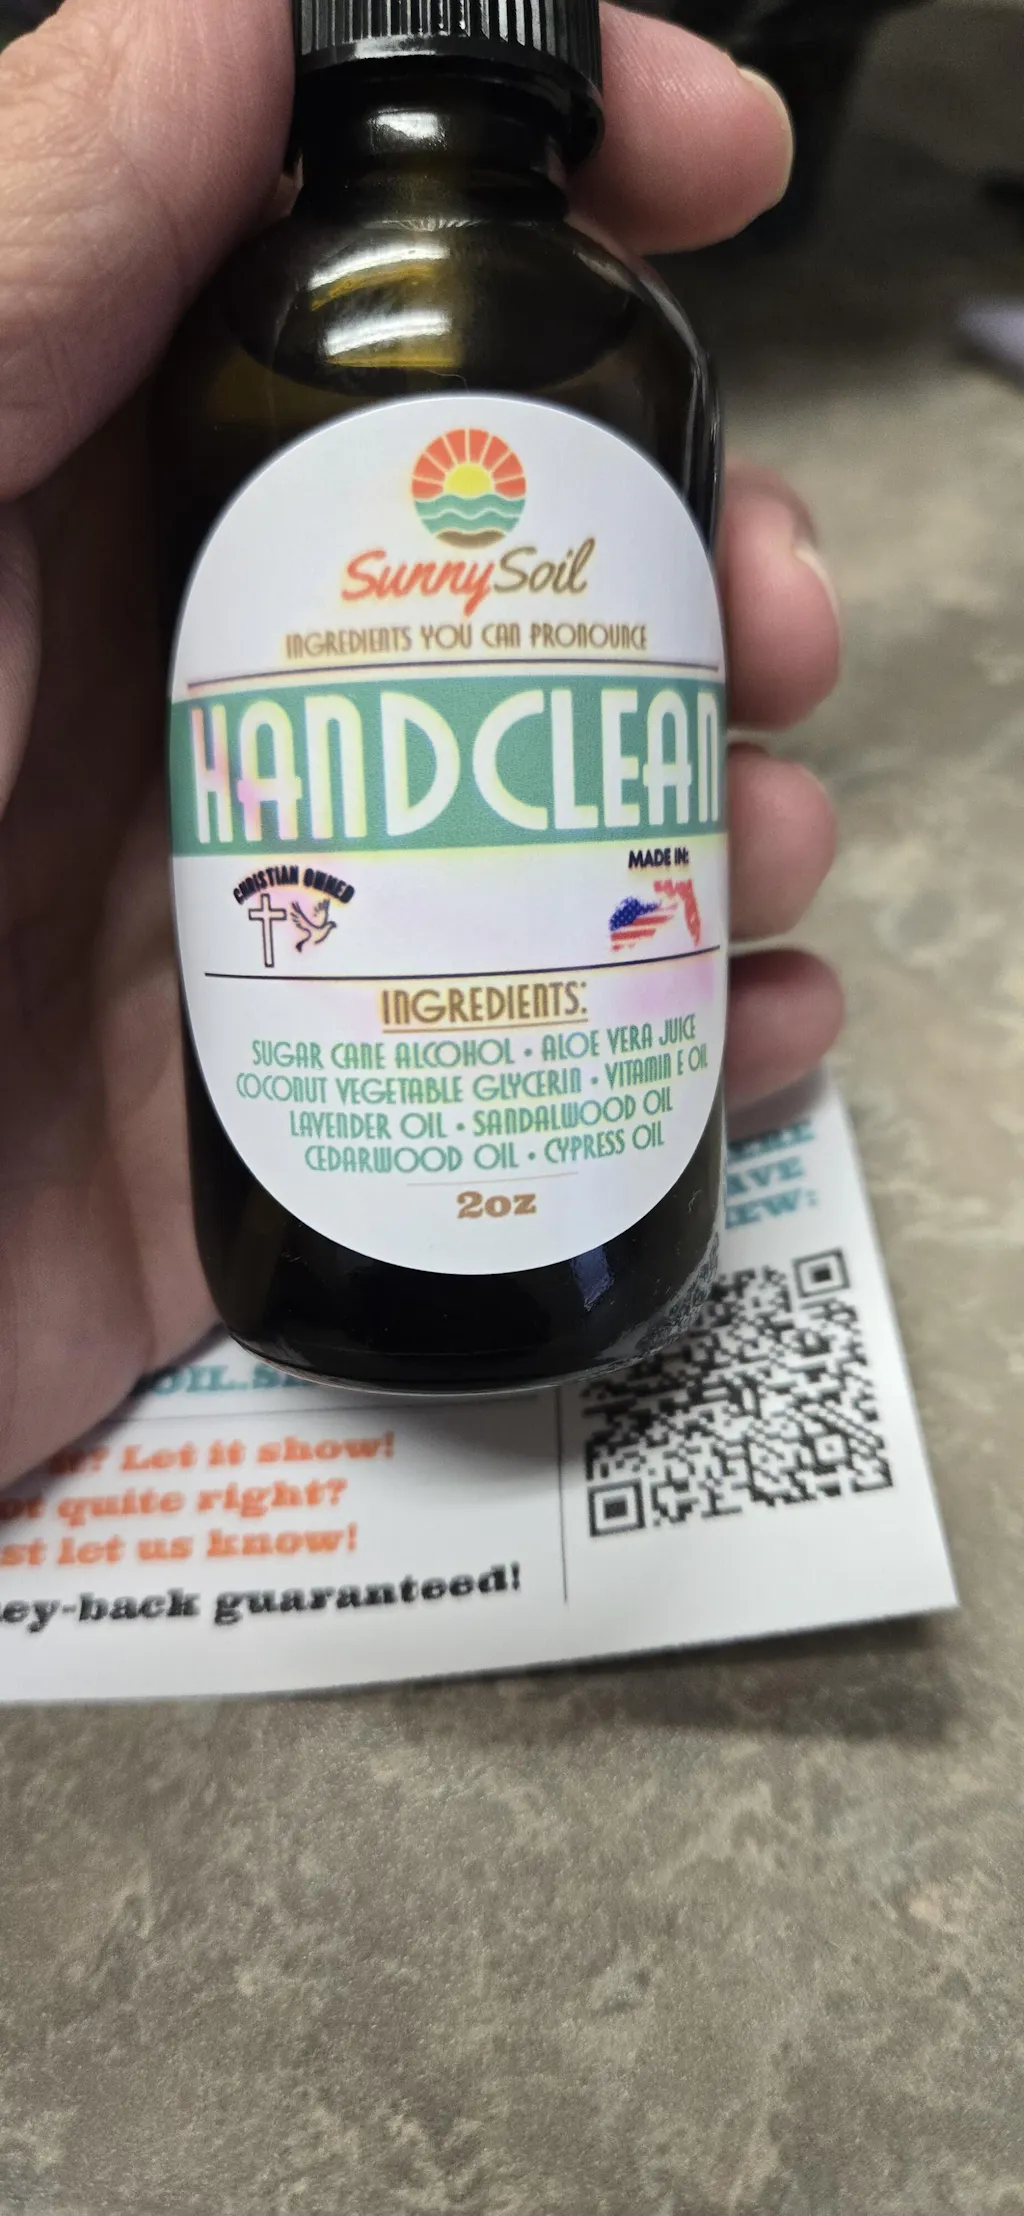 SunnySoil
INGREDIENTS YOU CAN PRONOUNCE
HANDCLEAN
CHRISTIAN OWNED
MADE IN:
INGREDIENTS:
SUGAR CANE ALCOHOL • ALOE VERA JUICE
COCONUT VEGETABLE GLYCERIN • VITAMIN E OIL
LAVENDER OIL • SANDALWOOD OIL
CEDARWOOD OIL • CYPRESS OIL
2oz
? Let it show!
quite right?
let us know!
ey-back guaranteed!